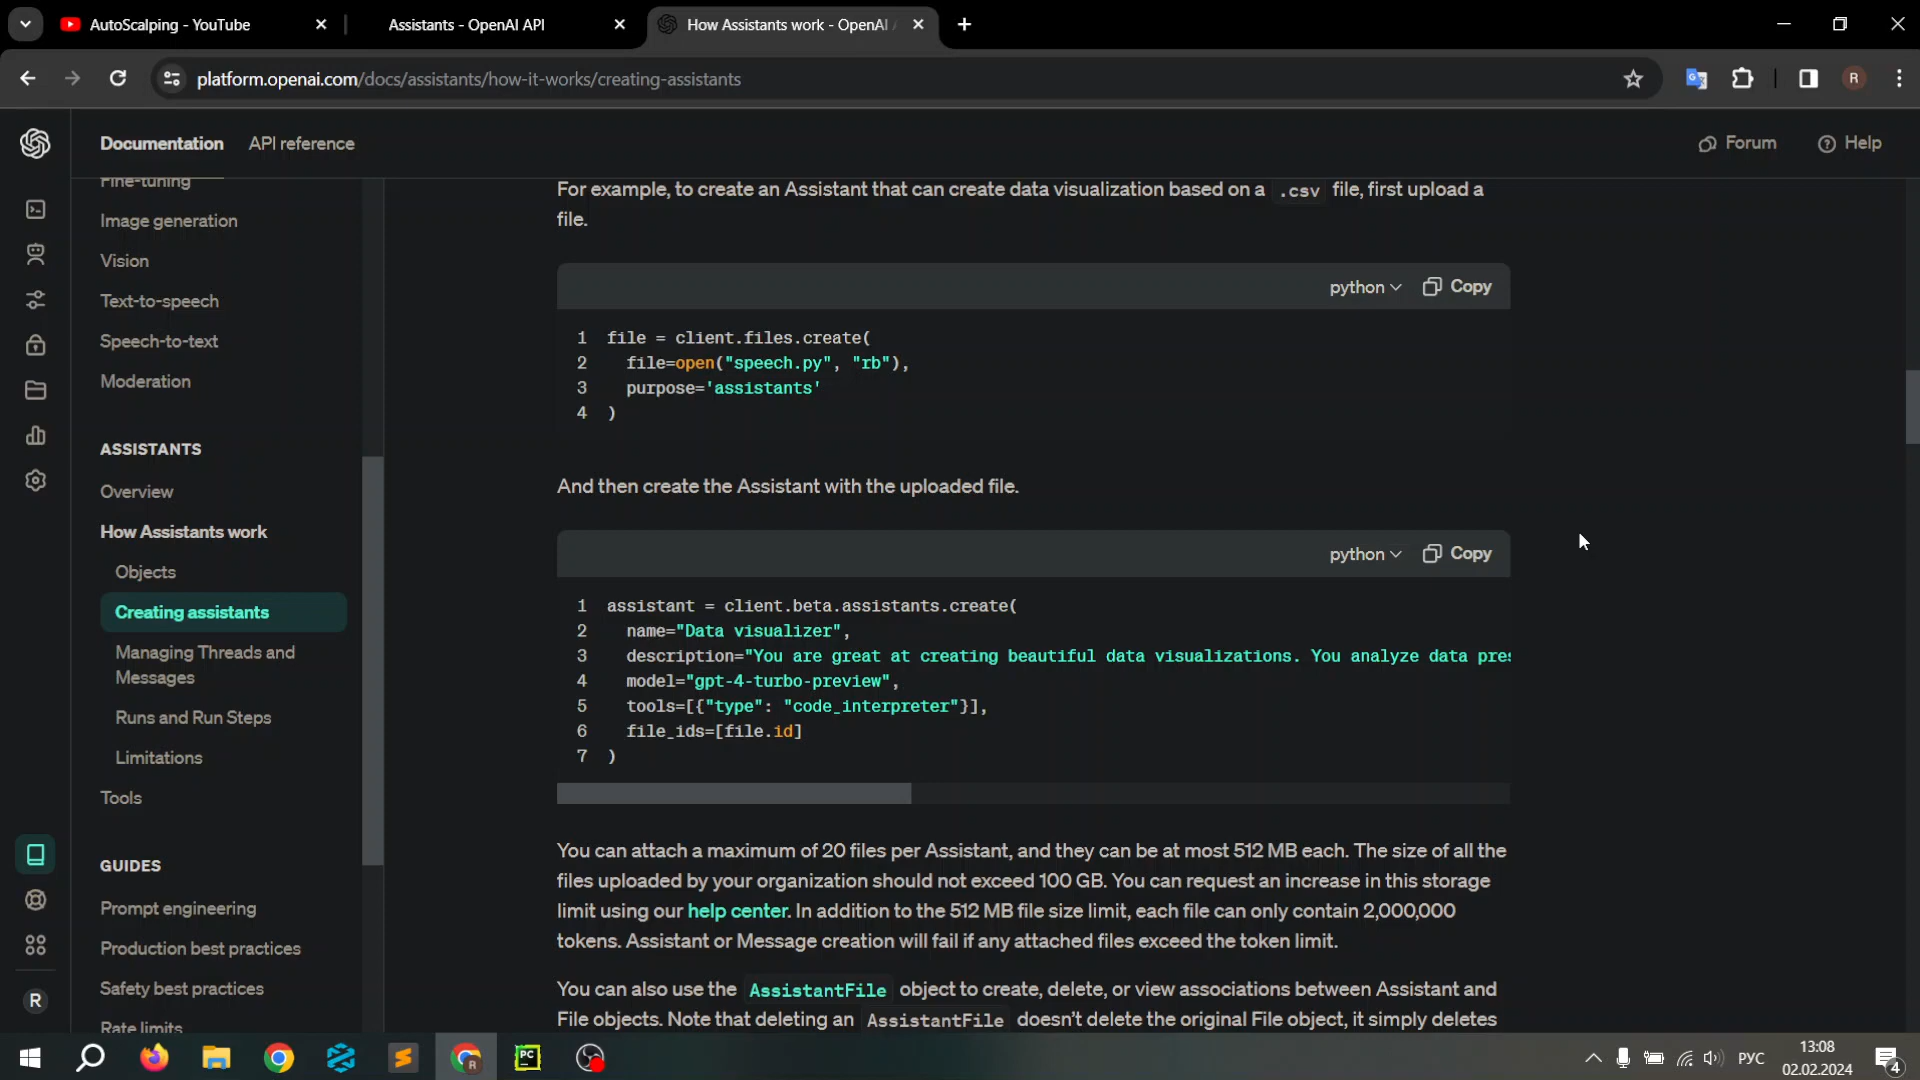 AutoScalping - YouTube
Assistants - OpenAI API
How Assistants work - OpenAI
platform.openai.com/docs/assistants/how-it-works/creating-assistants
R
Documentation
API reference
Forum
Help
Fine-tuning
Image generation
Vision
Text-to-speech
Speech-to-text
Moderation
ASSISTANTS
Overview
How Assistants work
Objects
Creating assistants
Managing Threads and
Messages
Runs and Run Steps
Limitations
Tools
GUIDES
Prompt engineering
Production best practices
Safety best practices
Rate limits
R
For example, to create an Assistant that can create data visualization based on a .csv file, first upload a
file.
python
Copy
1 file = client.files.create(
2 file=open("speech.py", "rb"),
3 purpose='assistants'
4 )
And then create the Assistant with the uploaded file.
python
Copy
1 assistant = client.beta.assistants.create(
2 name="Data visualizer",
3 description="You are great at creating beautiful data visualizations. You analyze data pres
4 model="gpt-4-turbo-preview",
5 tools=[{"type": "code_interpreter"}],
6 file_ids=[file.id]
7 )
You can attach a maximum of 20 files per Assistant, and they can be at most 512 MB each. The size of all the
files uploaded by your organization should not exceed 100 GB. You can request an increase in this storage
limit using our help center. In addition to the 512 MB file size limit, each file can only contain 2,000,000
tokens. Assistant or Message creation will fail if any attached files exceed the token limit.
You can also use the AssistantFile object to create, delete, or view associations between Assistant and
File objects. Note that deleting an AssistantFile doesn't delete the original File object, it simply deletes
PC
R
РУС
13:08
02.02.2024
4